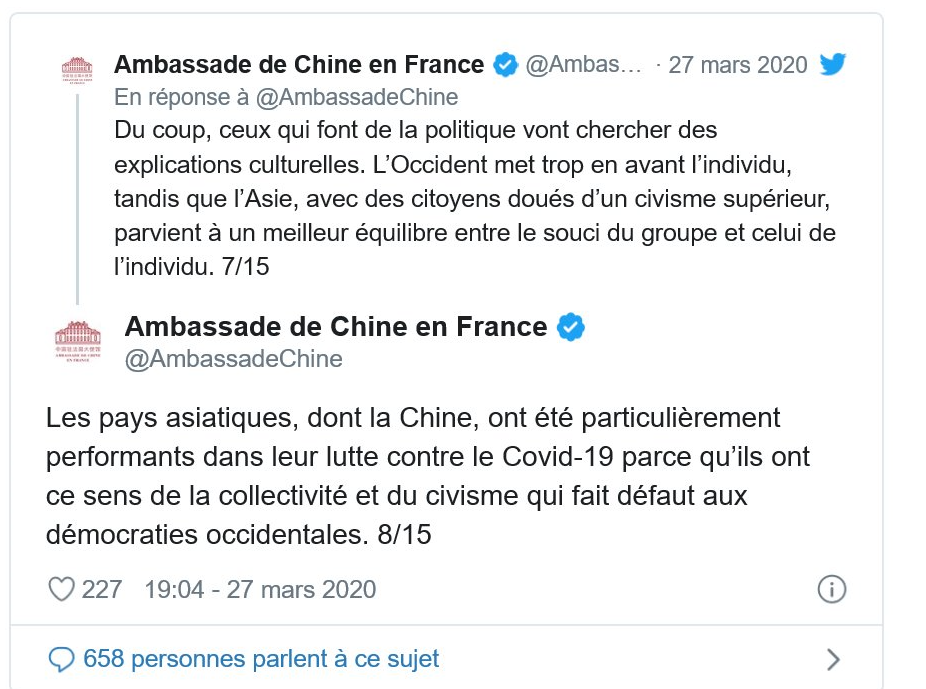 Ambassade de Chine en France @Ambas... · 27 mars 2020
En réponse à @AmbassadeChine
Du coup, ceux qui font de la politique vont chercher des
explications culturelles. L’Occident met trop en avant l’individu,
tandis que l’Asie, avec des citoyens doués d’un civisme supérieur,
parvient à un meilleur équilibre entre le souci du groupe et celui de
l’individu. 7/15
Ambassade de Chine en France
@AmbassadeChine
AMBASSADE DE CHINE
EN FRANCE
Les pays asiatiques, dont la Chine, ont été particulièrement
performants dans leur lutte contre le Covid-19 parce qu’ils ont
ce sens de la collectivité et du civisme qui fait défaut aux
démocraties occidentales. 8/15
227 19:04 - 27 mars 2020
658 personnes parlent à ce sujet